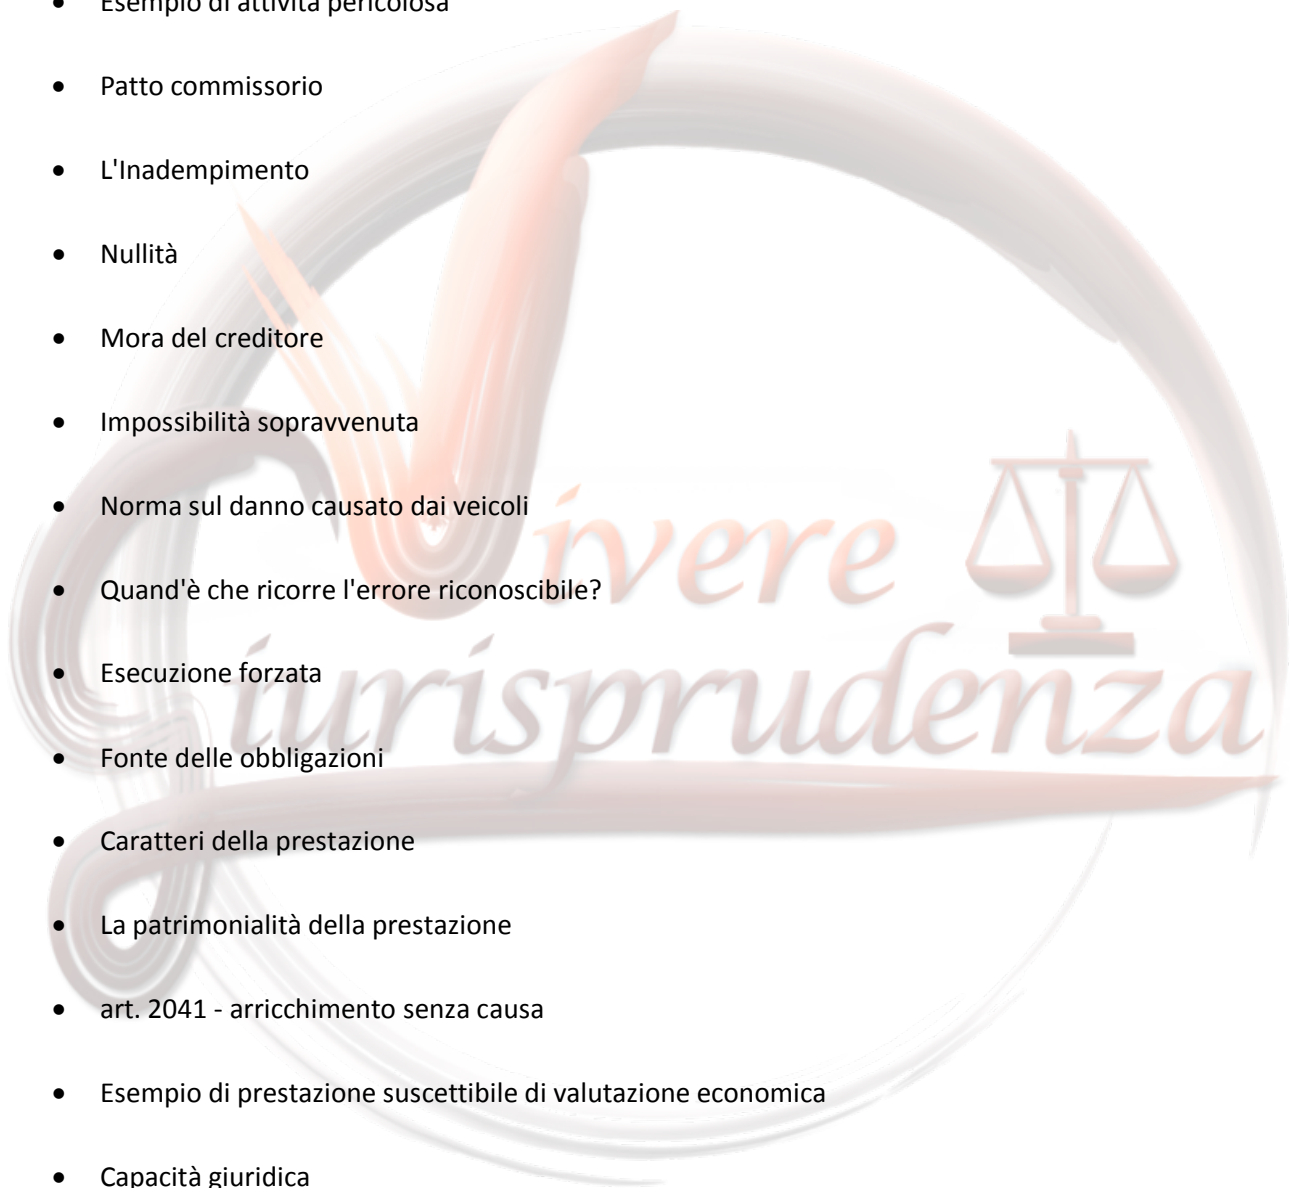 • Esempio di attività pericolosa
• Patto commissorio
• L'Inadempimento
• Nullità
• Mora del creditore
• Impossibilità sopravvenuta
• Norma sul danno causato dai veicoli
• Quand'è che ricorre l'errore riconoscibile?
• Esecuzione forzata
• Fonte delle obbligazioni
• Caratteri della prestazione
• La patrimonialità della prestazione
• art. 2041 - arricchimento senza causa
• Esempio di prestazione suscettibile di valutazione economica
• Capacità giuridica
Vivere
Giurisprudenza